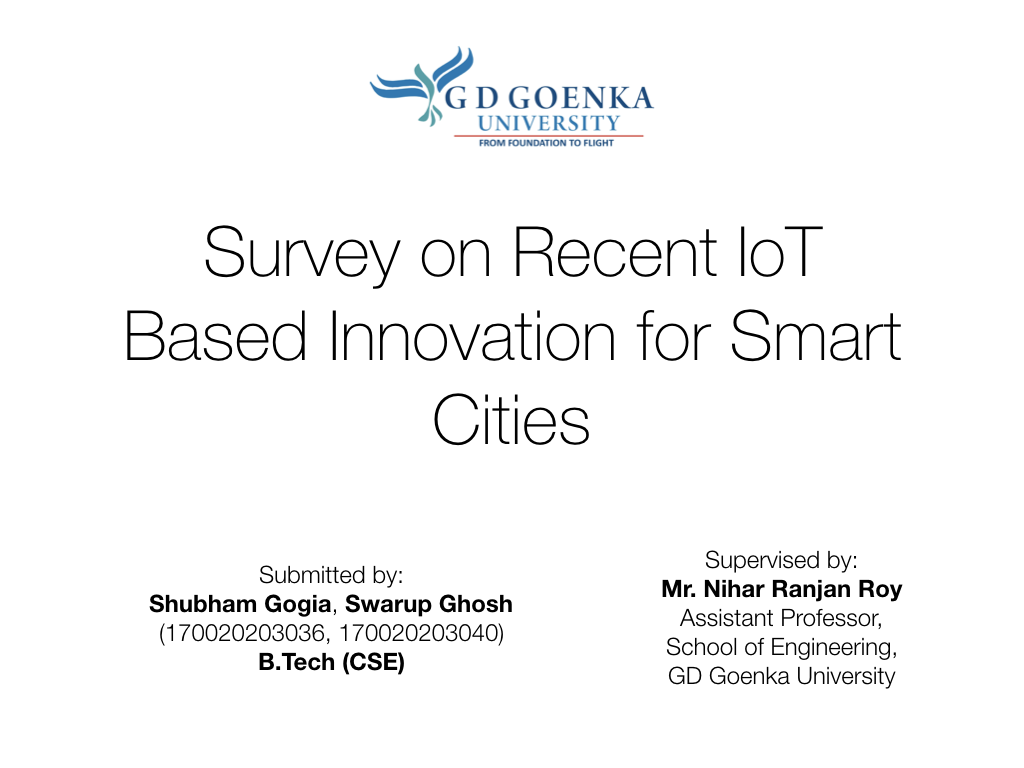 G D GOENKA
UNIVERSITY
FROM FOUNDATION TO FLIGHT
Survey on Recent IoT
Based Innovation for Smart
Cities
Submitted by:
Shubham Gogia, Swarup Ghosh
(170020203036, 170020203040)
B.Tech (CSE)
Supervised by:
Mr. Nihar Ranjan Roy
Assistant Professor,
School of Engineering,
GD Goenka University